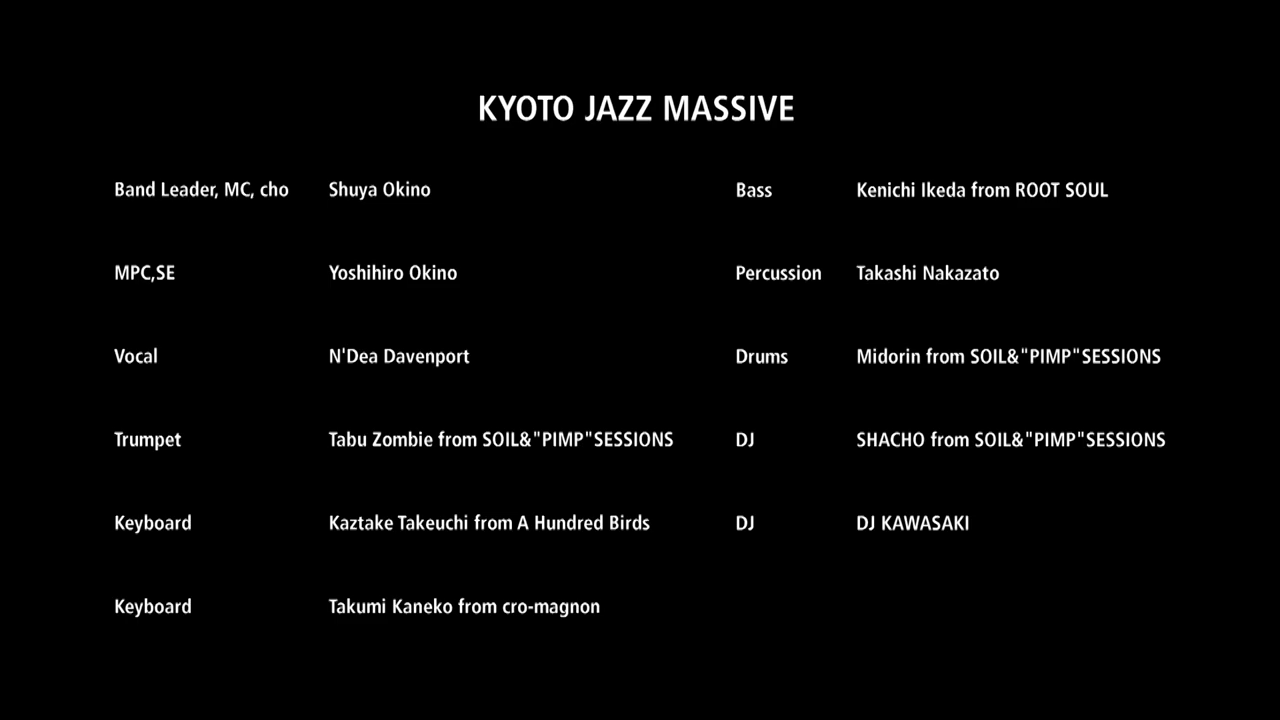 KYOTO JAZZ MASSIVE
Band Leader, MC, cho Shuya Okino
MPC,SE Yoshihiro Okino
Vocal N'Dea Davenport
Trumpet Tabu Zombie from SOIL&"PIMP"SESSIONS
Keyboard Kaztake Takeuchi from A Hundred Birds
Keyboard Takumi Kaneko from cro-magnon
Bass Kenichi Ikeda from ROOT SOUL
Percussion Takashi Nakazato
Drums Midorin from SOIL&"PIMP"SESSIONS
DJ SHACHO from SOIL&"PIMP"SESSIONS
DJ DJ KAWASAKI